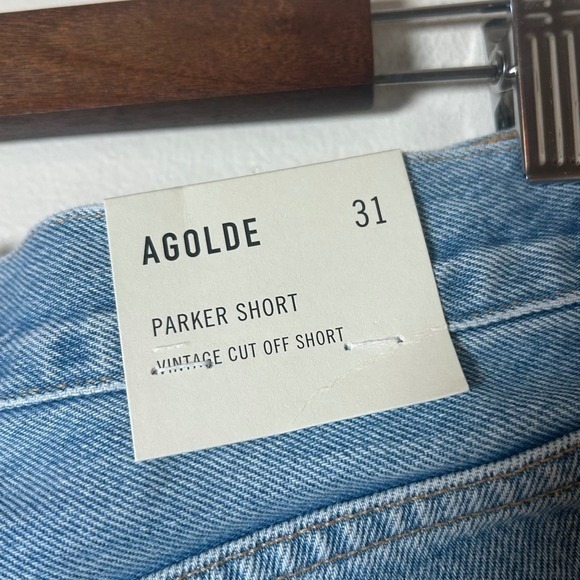 AGOLDE 31
PARKER SHORT
VINTAGE CUT OFF SHORT